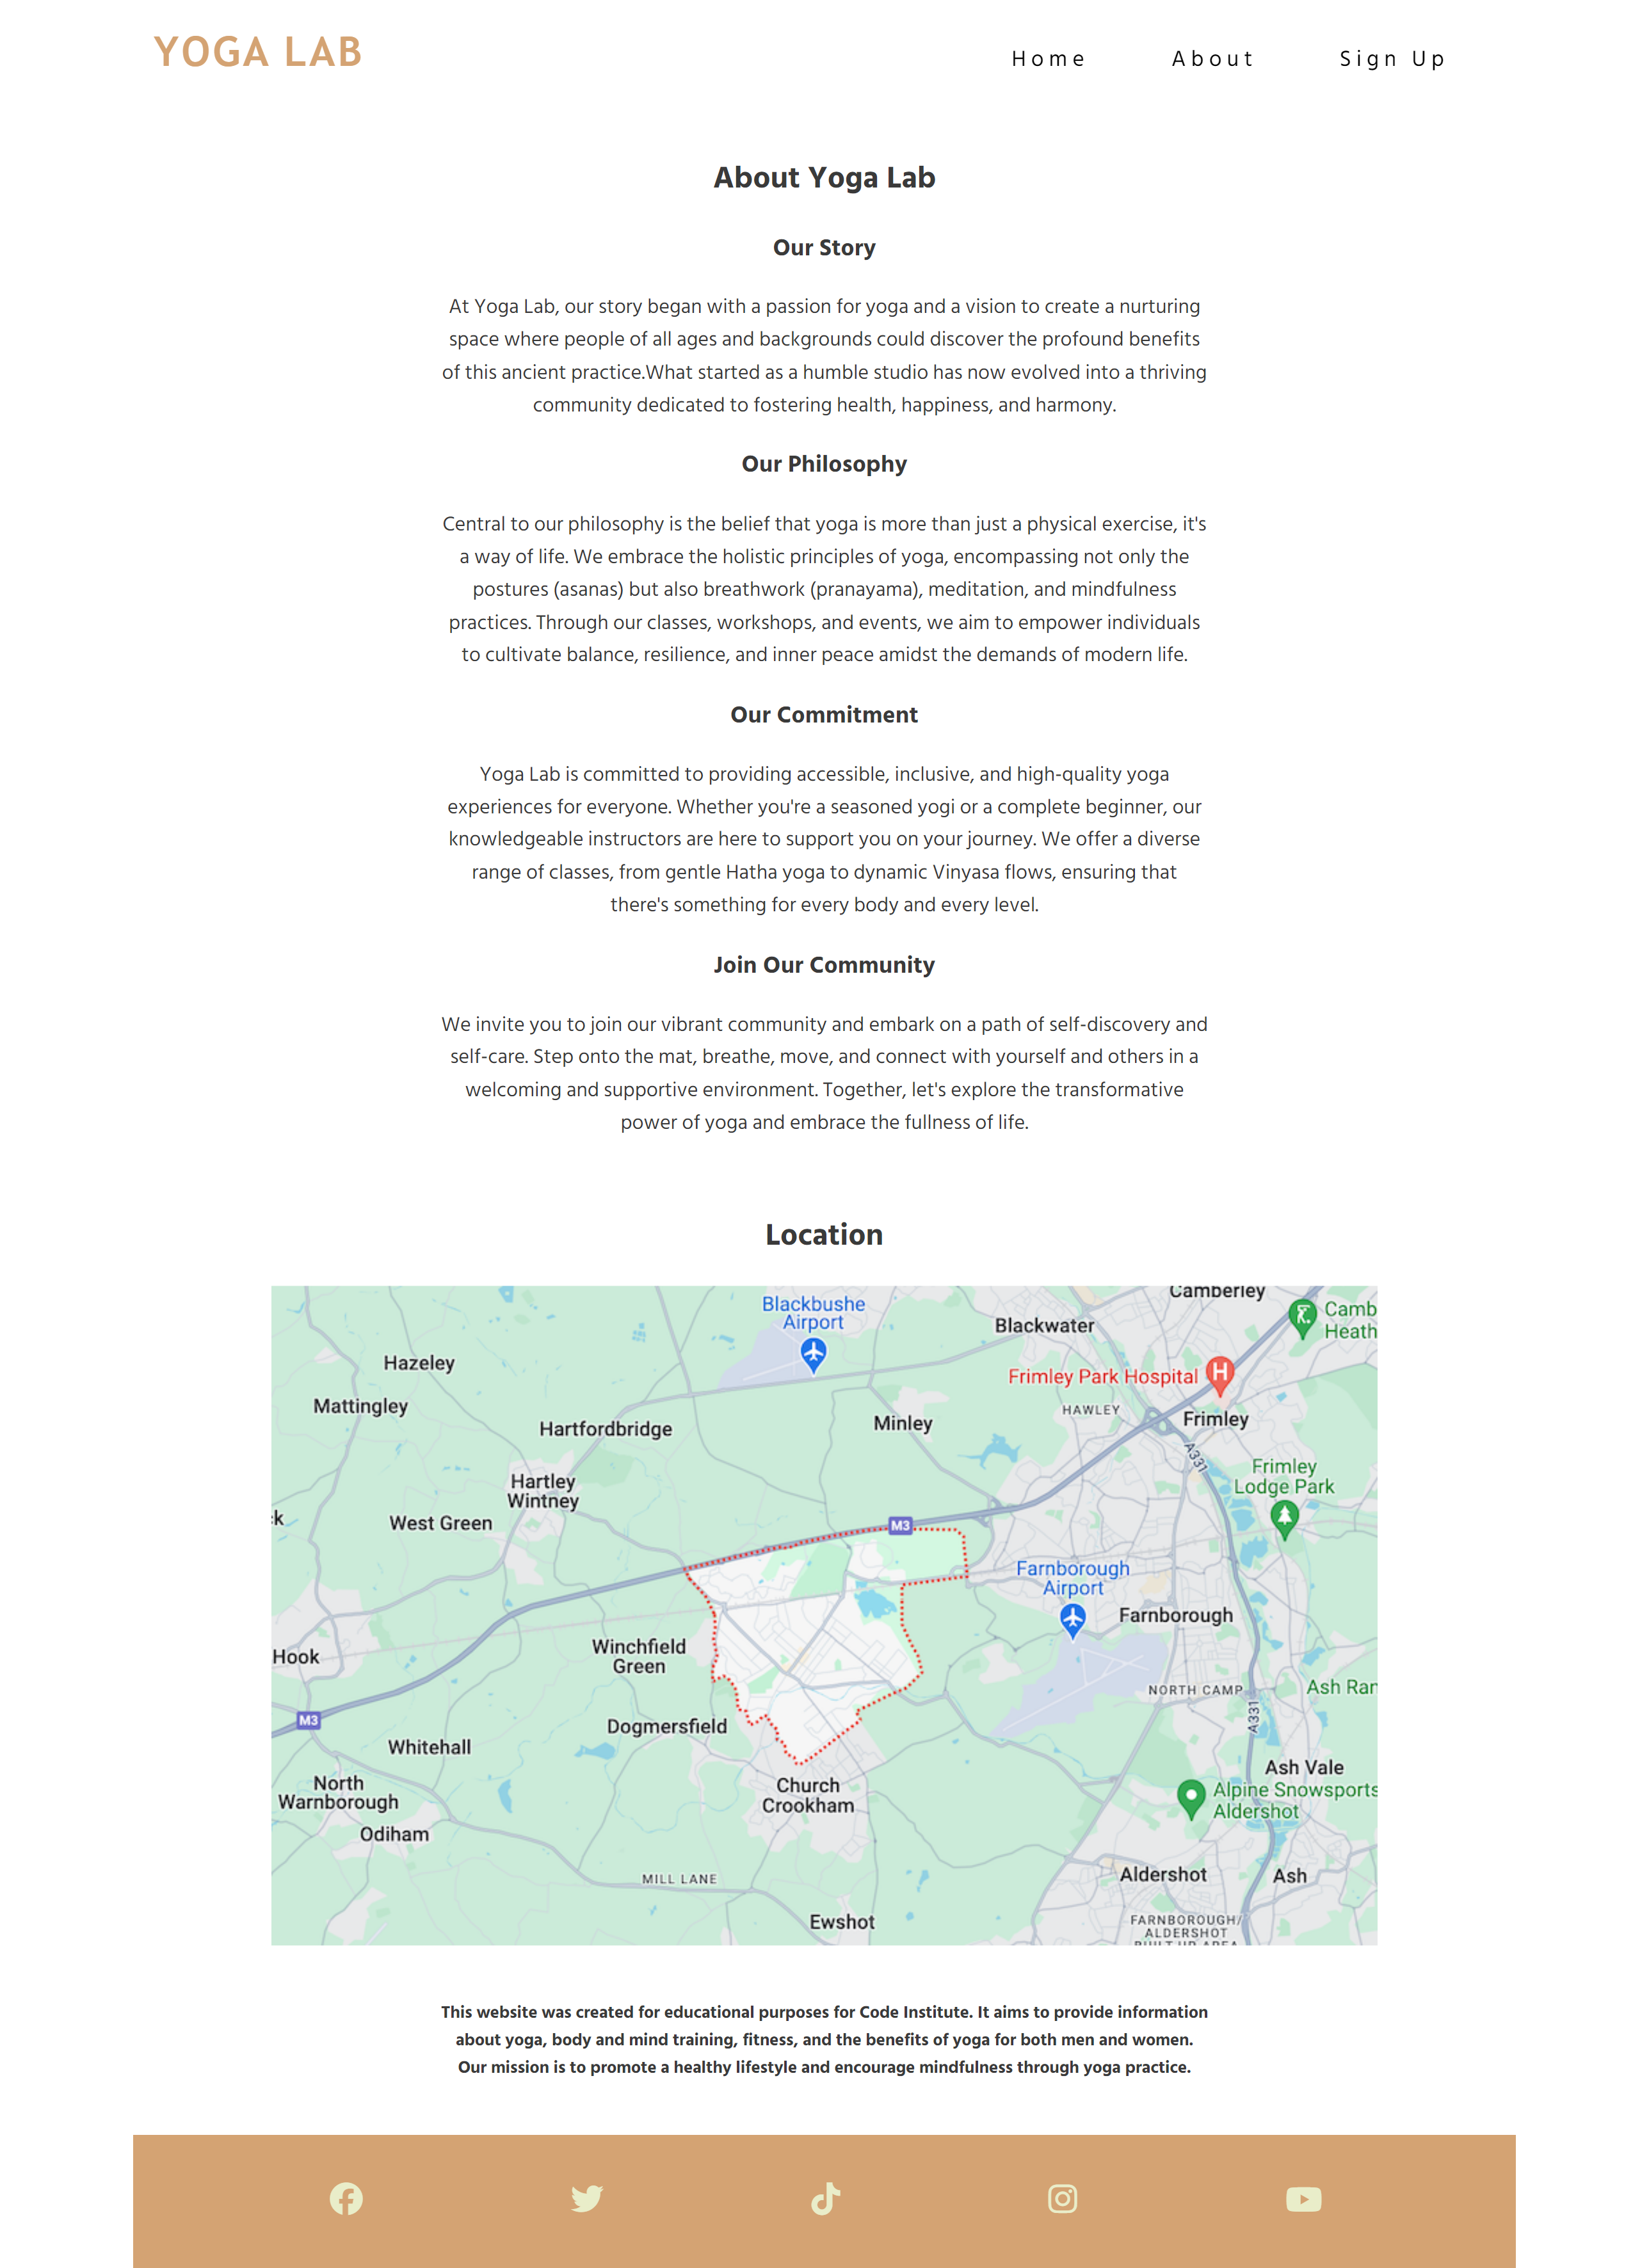 YOGA LAB
Home About Sign Up
About Yoga Lab
Our Story
At Yoga Lab, our story began with a passion for yoga and a vision to create a nurturing
space where people of all ages and backgrounds could discover the profound benefits
of this ancient practice.What started as a humble studio has now evolved into a thriving
community dedicated to fostering health, happiness, and harmony.
Our Philosophy
Central to our philosophy is the belief that yoga is more than just a physical exercise, it's
a way of life. We embrace the holistic principles of yoga, encompassing not only the
postures (asanas) but also breathwork (pranayama), meditation, and mindfulness
practices. Through our classes, workshops, and events, we aim to empower individuals
to cultivate balance, resilience, and inner peace amidst the demands of modern life.
Our Commitment
Yoga Lab is committed to providing accessible, inclusive, and high-quality yoga
experiences for everyone. Whether you're a seasoned yogi or a complete beginner, our
knowledgeable instructors are here to support you on your journey. We offer a diverse
range of classes, from gentle Hatha yoga to dynamic Vinyasa flows, ensuring that
there's something for every body and every level.
Join Our Community
We invite you to join our vibrant community and embark on a path of self-discovery and
self-care. Step onto the mat, breathe, move, and connect with yourself and others in a
welcoming and supportive environment. Together, let's explore the transformative
power of yoga and embrace the fullness of life.
Location
Camberley
Blackbushe
Airport
Camb
Heath
Blackwater
Hazeley
Frimley Park Hospital
H
Mattingley
HAWLEY
Frimley
Minley
Hartfordbridge
A331
Frimley
Lodge Park
Hartley
Wintney
k
West Green
M3
Farnborough
Airport
Farnborough
Winchfield
Green
Hook
NORTH CAMP
Ash Ran
M3
A331
Dogmersfield
Whitehall
Ash Vale
North
Warnborough
Church
Crookham
Alpine Snowsports
Aldershot
Odiham
MILL LANE
Aldershot
Ash
Ewshot
FARNBOROUGH/
ALDERSHOT
BUILT UP AREA
This website was created for educational purposes for Code Institute. It aims to provide information
about yoga, body and mind training, fitness, and the benefits of yoga for both men and women.
Our mission is to promote a healthy lifestyle and encourage mindfulness through yoga practice.